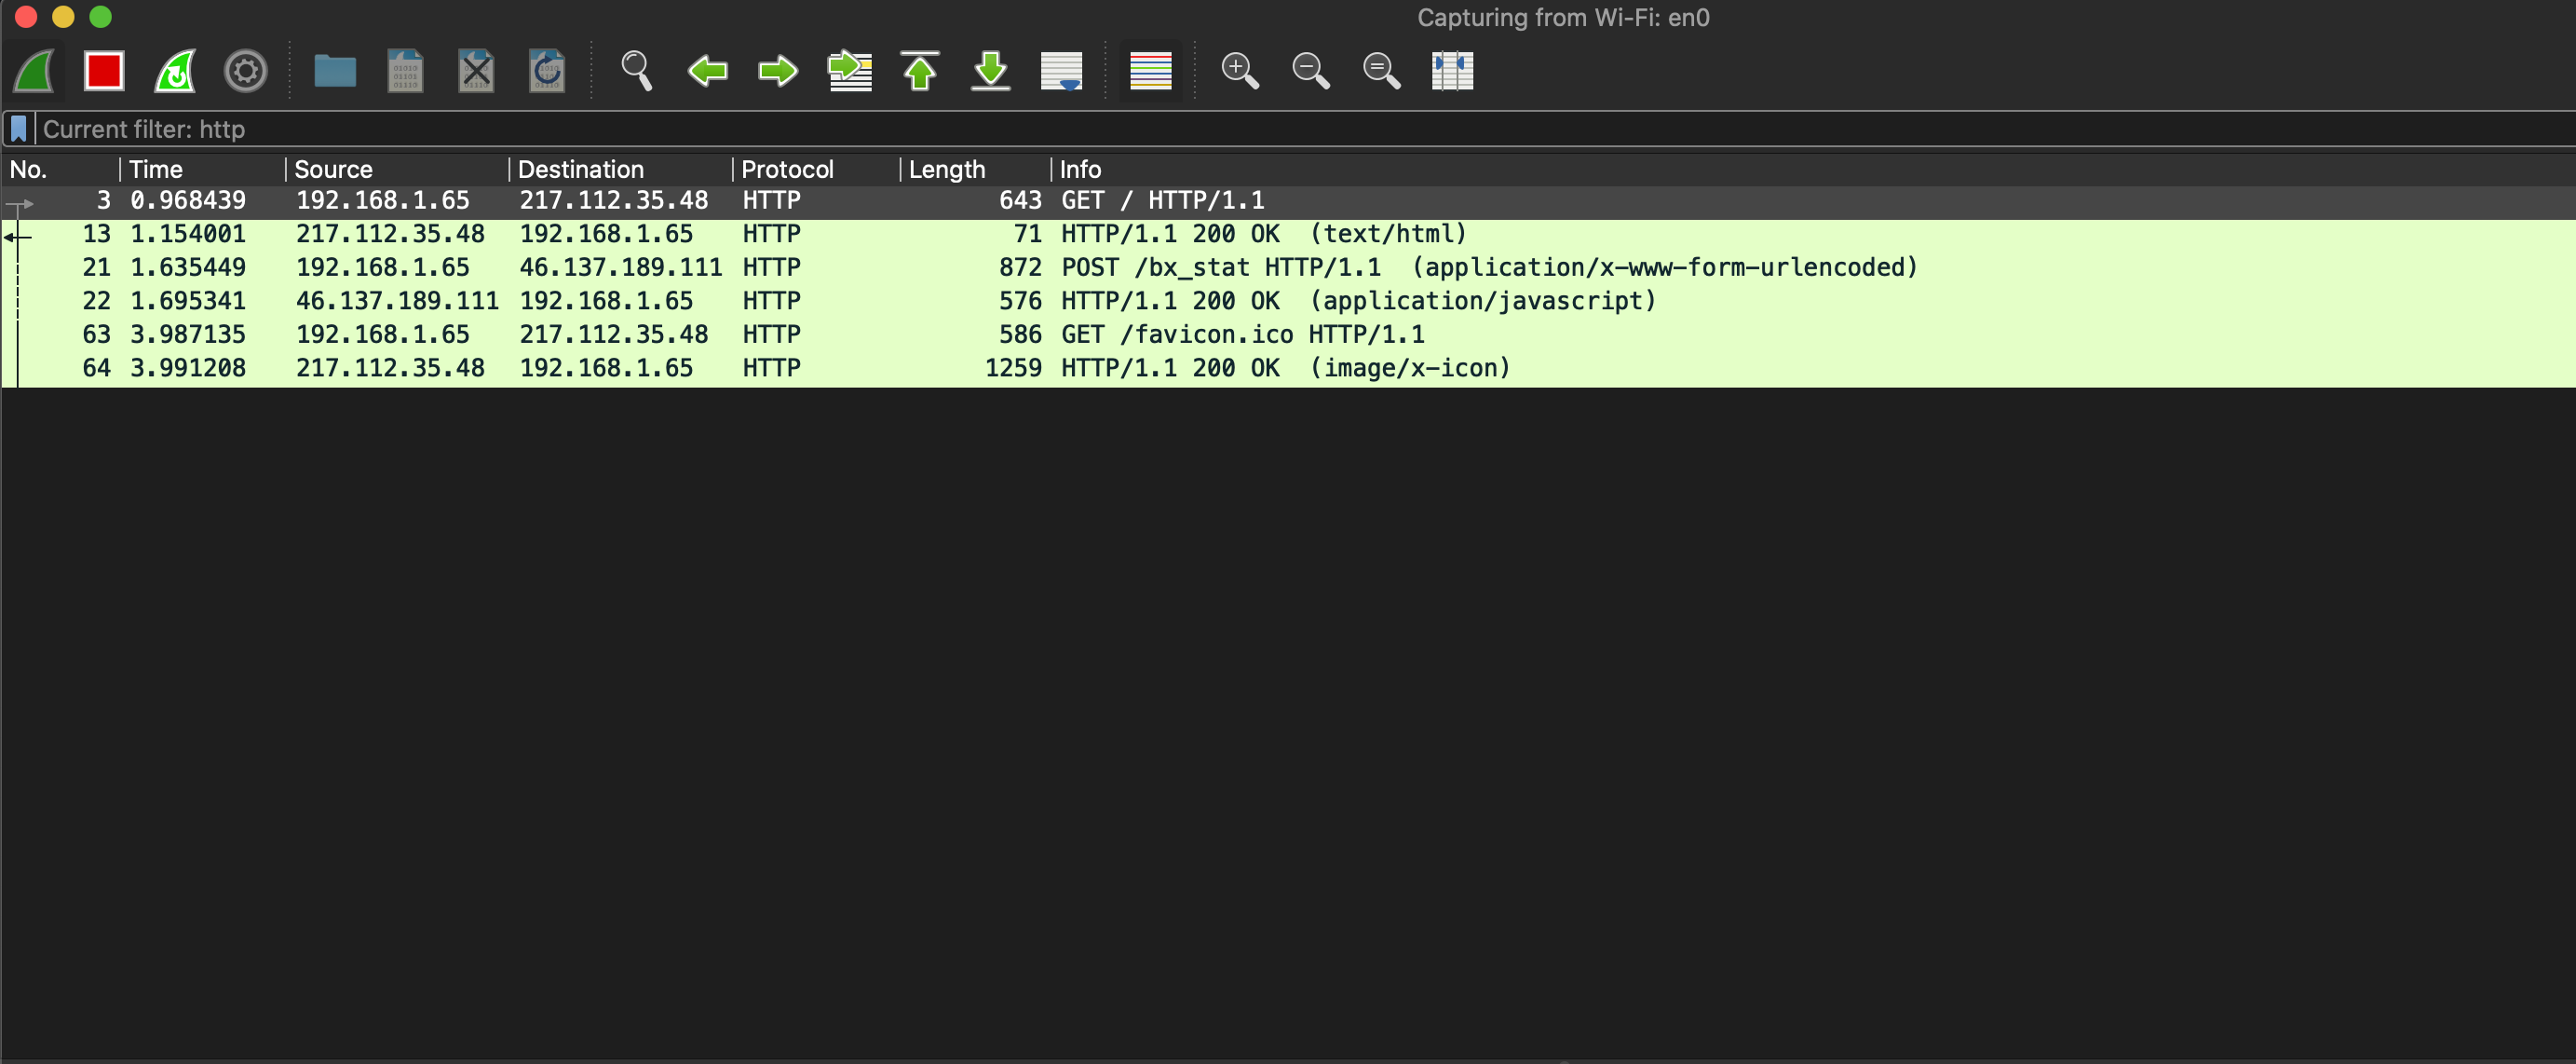 Capturing from Wi-Fi: en0
Current filter: http
No. Time Source Destination Protocol Length Info
3 0.968439 192.168.1.65 217.112.35.48 HTTP 643 GET / HTTP/1.1
13 1.154001 217.112.35.48 192.168.1.65 HTTP 71 HTTP/1.1 200 OK (text/html)
21 1.635449 192.168.1.65 46.137.189.111 HTTP 872 POST /bx_stat HTTP/1.1 (application/x-www-form-urlencoded)
22 1.695341 46.137.189.111 192.168.1.65 HTTP 576 HTTP/1.1 200 OK (application/javascript)
63 3.987135 192.168.1.65 217.112.35.48 HTTP 586 GET /favicon.ico HTTP/1.1
64 3.991208 217.112.35.48 192.168.1.65 HTTP 1259 HTTP/1.1 200 OK (image/x-icon)